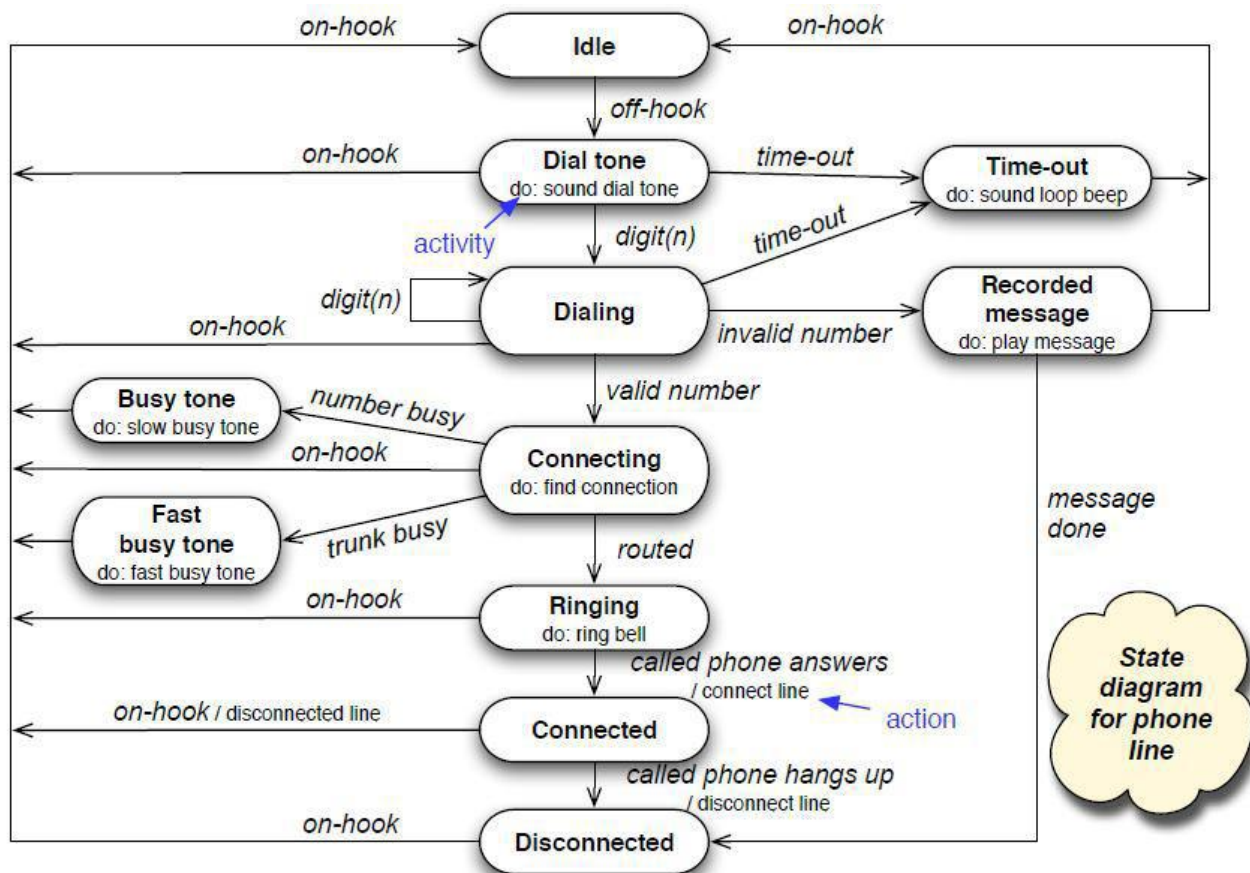 on-hook
on-hook
Idle
off-hook
on-hook
Dial tone
do: sound dial tone
time-out
Time-out
do: sound loop beep
activity
digit(n)
time-out
digit(n)
Dialing
on-hook
invalid number
Recorded
message
do: play message
valid number
Busy tone
do: slow busy tone
number busy
on-hook
Connecting
do: find connection
Fast
busy tone
do: fast busy tone
trunk busy
routed
message
done
on-hook
Ringing
do: ring bell
called phone answers
/ connect line
on-hook / disconnected line
Connected
action
called phone hangs up
/ disconnect line
on-hook
Disconnected
State
diagram
for phone
line